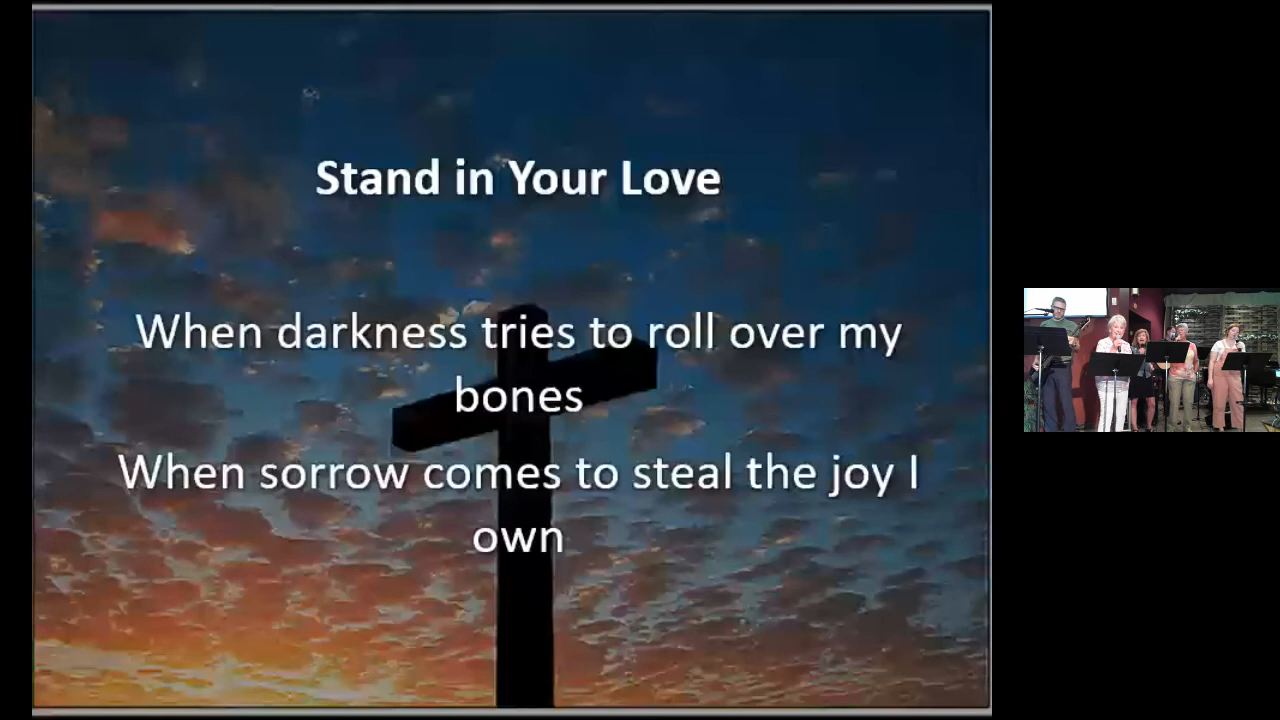 Stand in Your Love
When darkness tries to roll over my
bones
When sorrow comes to steal the joy I
own